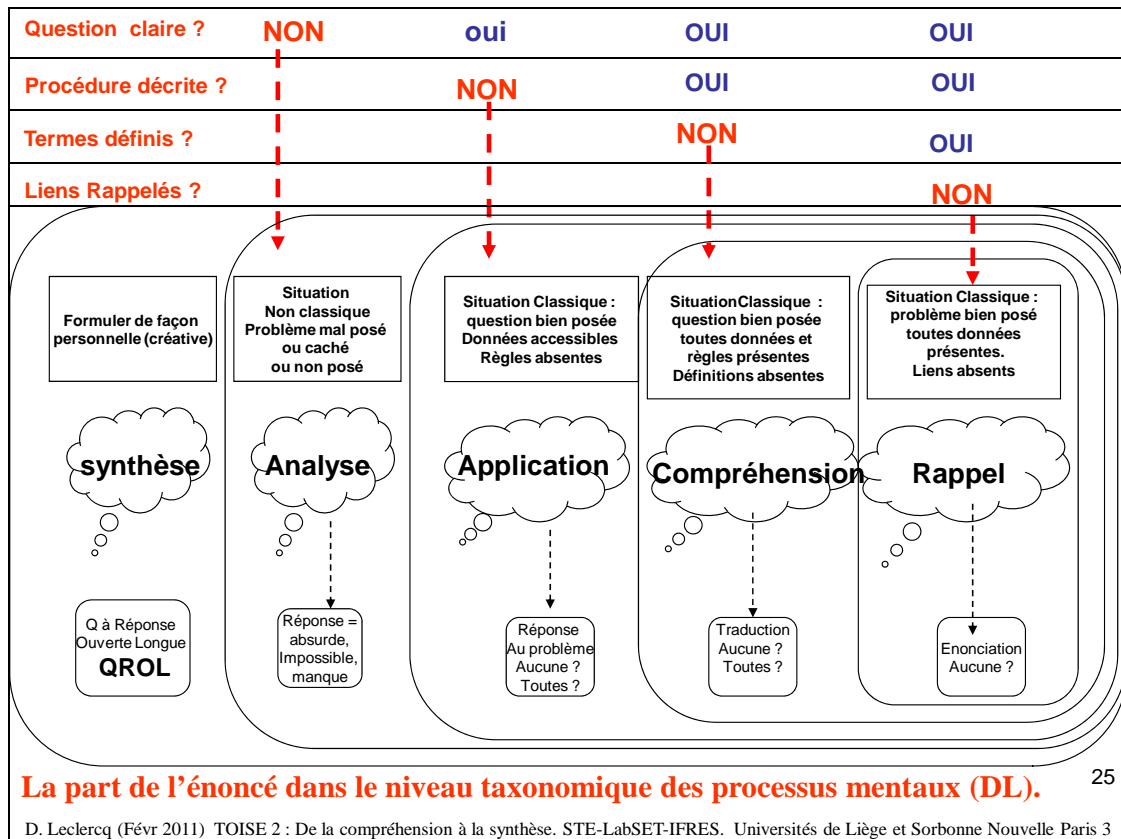 Question claire ? NON oui OUI OUI
Procédure décrite ? NON OUI OUI
Termes définis ? NON OUI
Liens Rappelés ? NON
Formuler de façon
personnelle (créative)
Situation
Non classique
Problème mal posé
ou caché
ou non posé
Situation Classique :
question bien posée
Données accessibles
Règles absentes
SituationClassique :
question bien posée
toutes données et
règles présentes
Définitions absentes
Situation Classique :
problème bien posé
toutes données
présentes.
Liens absents
synthèse
Analyse
Application
Compréhension
Rappel
Q à Réponse
Ouverte Longue
QROL
Réponse =
absurde,
Impossible,
manque
Réponse
Au problème
Aucune ?
Toutes ?
Traduction
Aucune ?
Toutes ?
Enonciation
Aucune ?
La part de l'énoncé dans le niveau taxonomique des processus mentaux (DL).
25
D. Leclercq (Févr 2011) TOISE 2 : De la compréhension à la synthèse. STE-LabSET-IFRES. Universités de Liège et Sorbonne Nouvelle Paris 3